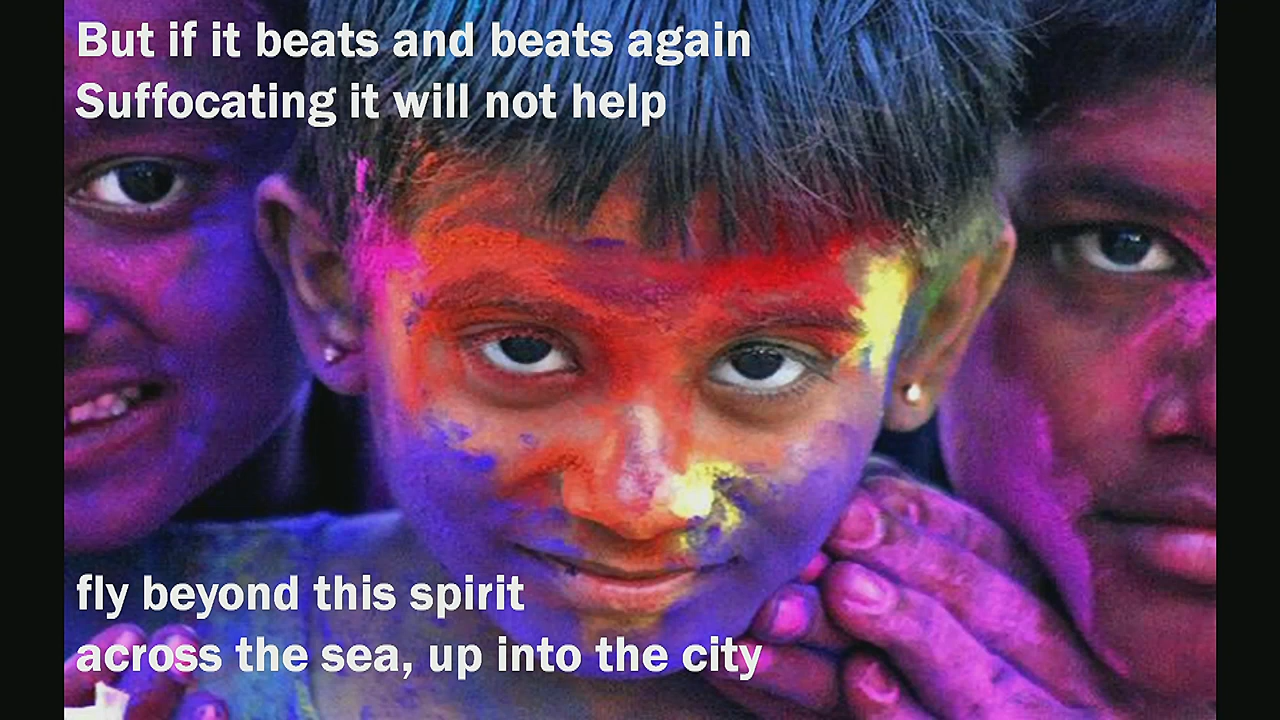 But if it beats and beats again
Suffocating it will not help
fly beyond this spirit
across the sea, up into the city